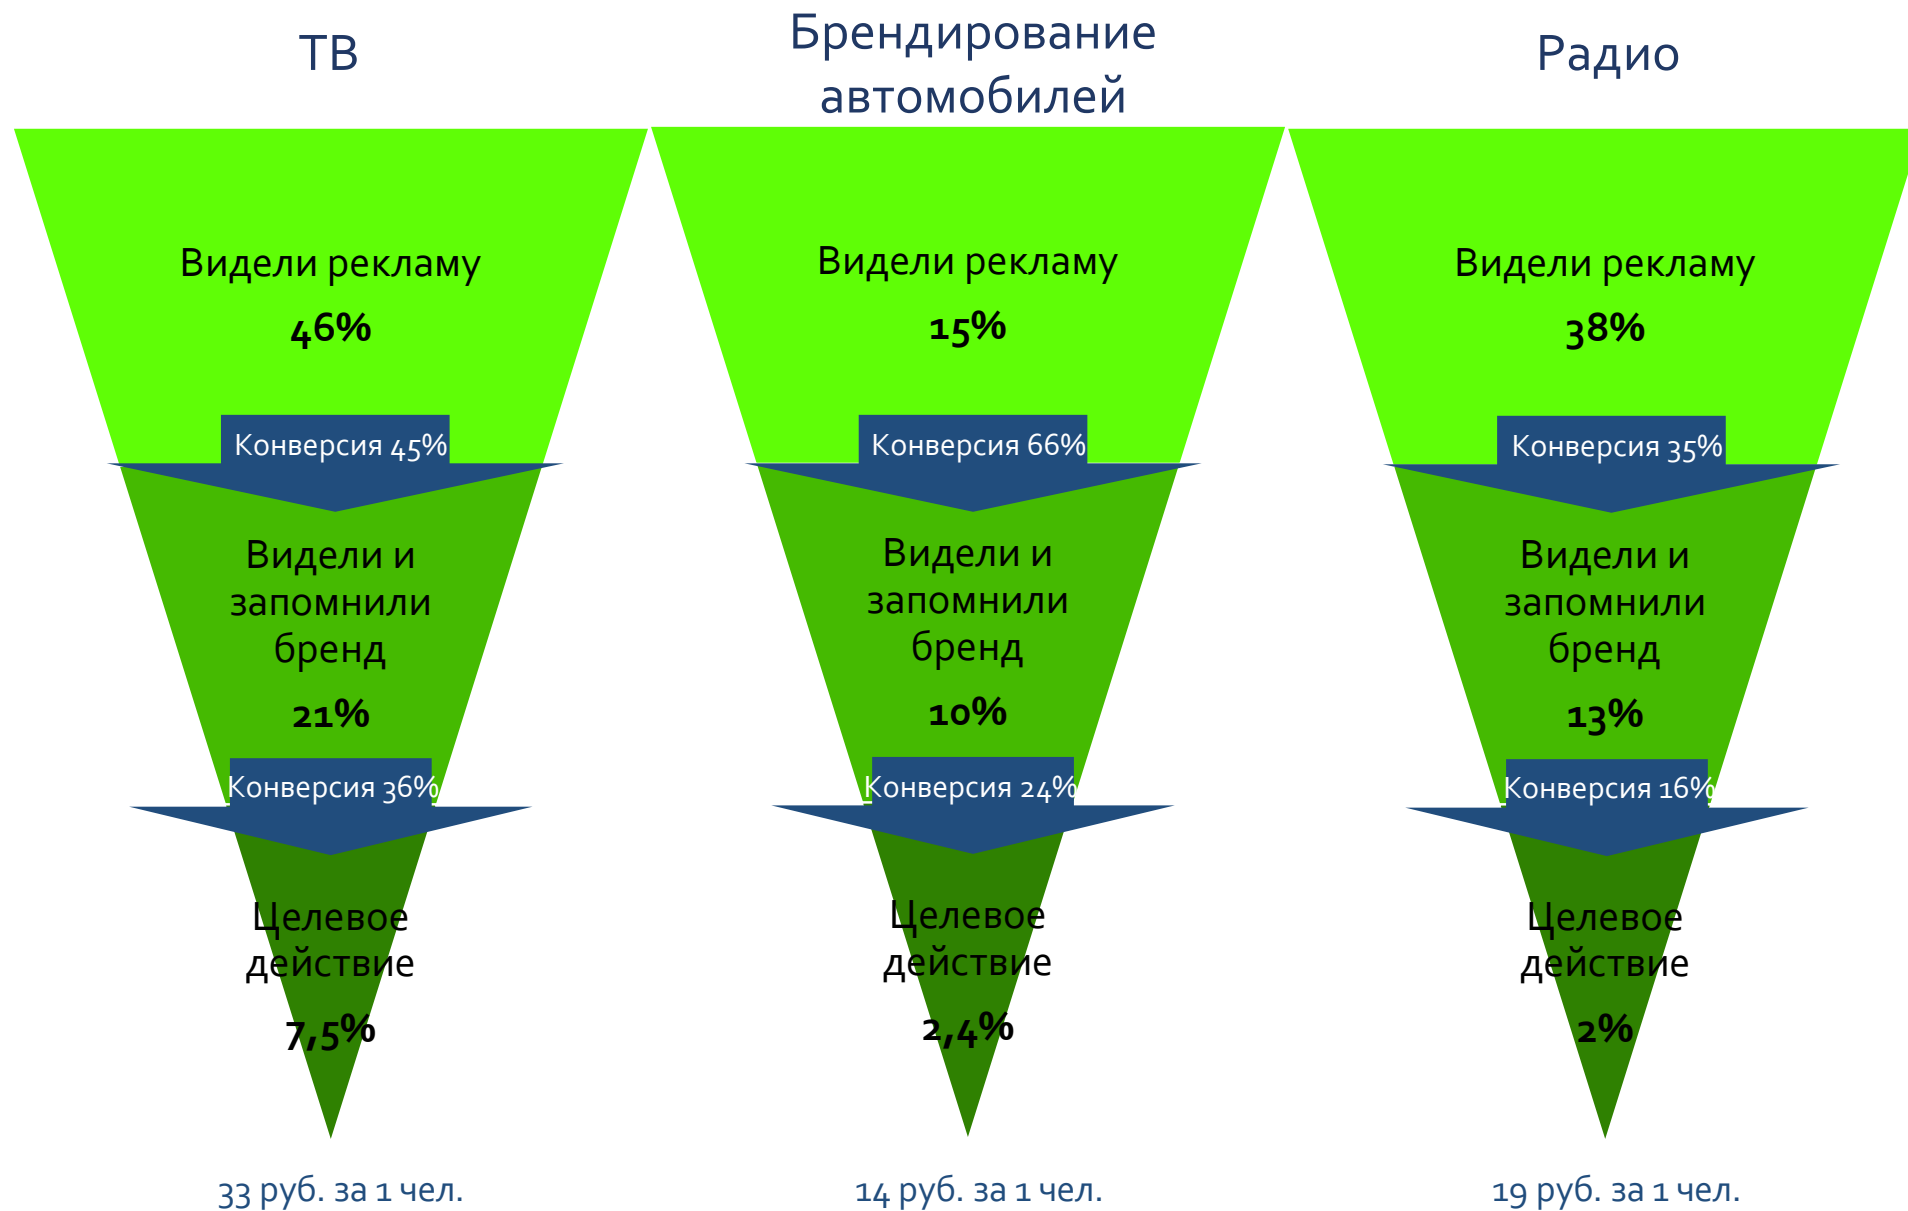 ТВ
Видели рекламу
46%
Конверсия 45%
Видели и
запомнили
бренд
21%
Конверсия 36%
Целевое
действие
7,5%
33 руб. за 1 чел.
Брендирование
автомобилей
Видели рекламу
15%
Конверсия 66%
Видели и
запомнили
бренд
10%
Конверсия 24%
Целевое
действие
2,4%
14 руб. за 1 чел.
Радио
Видели рекламу
38%
Конверсия 35%
Видели и
запомнили
бренд
13%
Конверсия 16%
Целевое
действие
2%
19 руб. за 1 чел.